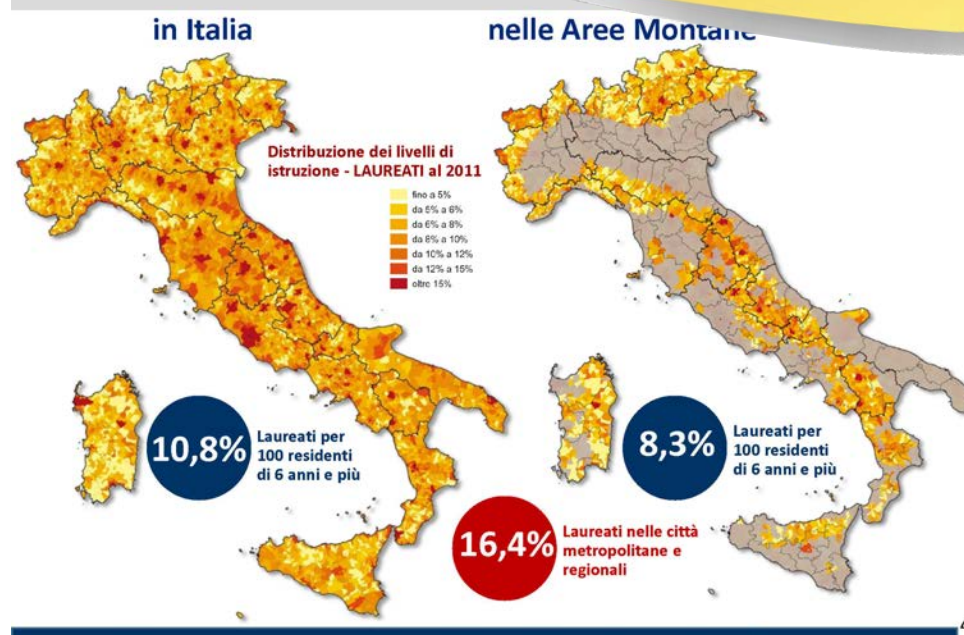 in Italia
nelle Aree Montane
Distribuzione dei livelli di
istruzione - LAUREATI al 2011
fino a 5%
da 5% a 6%
da 6% a 8%
da 8% a 10%
da 10% a 12%
da 12% a 15%
oltre 15%
10,8%
Laureati per
100 residenti
di 6 anni e più
8,3%
Laureati per
100 residenti
di 6 anni e più
16,4%
Laureati nelle città
metropolitane e
regionali